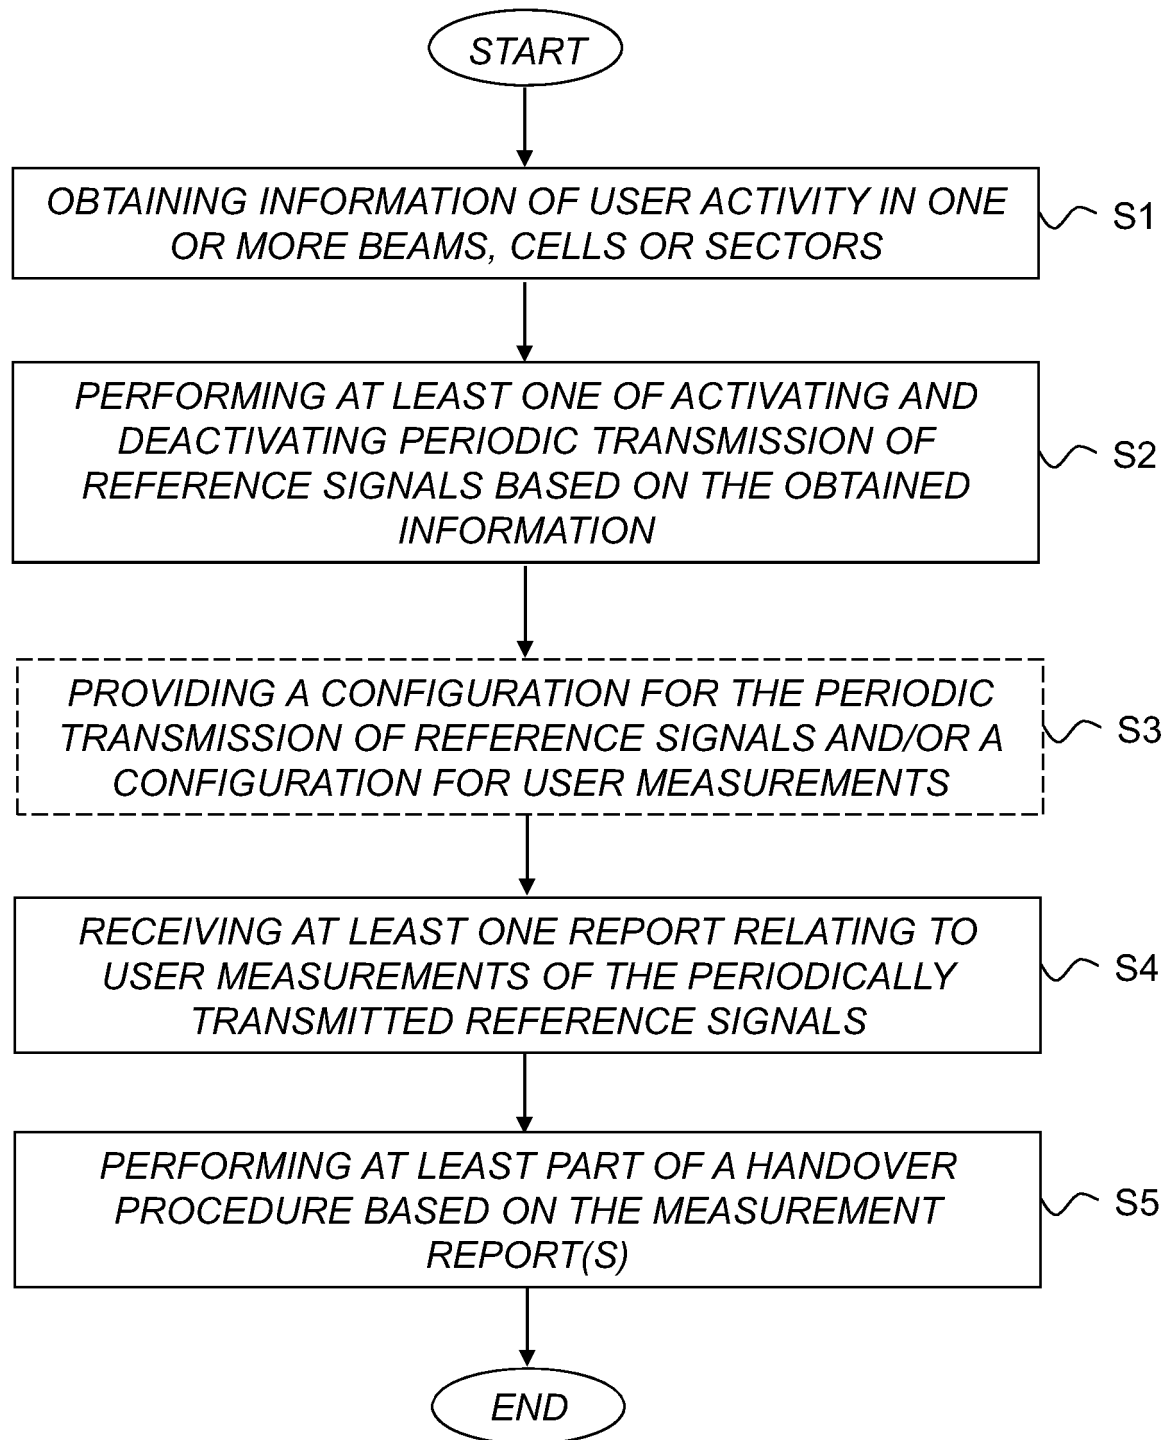 START
OBTAINING INFORMATION OF USER ACTIVITY IN ONE
OR MORE BEAMS, CELLS OR SECTORS
S1
PERFORMING AT LEAST ONE OF ACTIVATING AND
DEACTIVATING PERIODIC TRANSMISSION OF
REFERENCE SIGNALS BASED ON THE OBTAINED
INFORMATION
S2
PROVIDING A CONFIGURATION FOR THE PERIODIC
TRANSMISSION OF REFERENCE SIGNALS AND/OR A
CONFIGURATION FOR USER MEASUREMENTS
S3
RECEIVING AT LEAST ONE REPORT RELATING TO
USER MEASUREMENTS OF THE PERIODICALLY
TRANSMITTED REFERENCE SIGNALS
S4
PERFORMING AT LEAST PART OF A HANDOVER
PROCEDURE BASED ON THE MEASUREMENT
REPORT(S)
S5
END